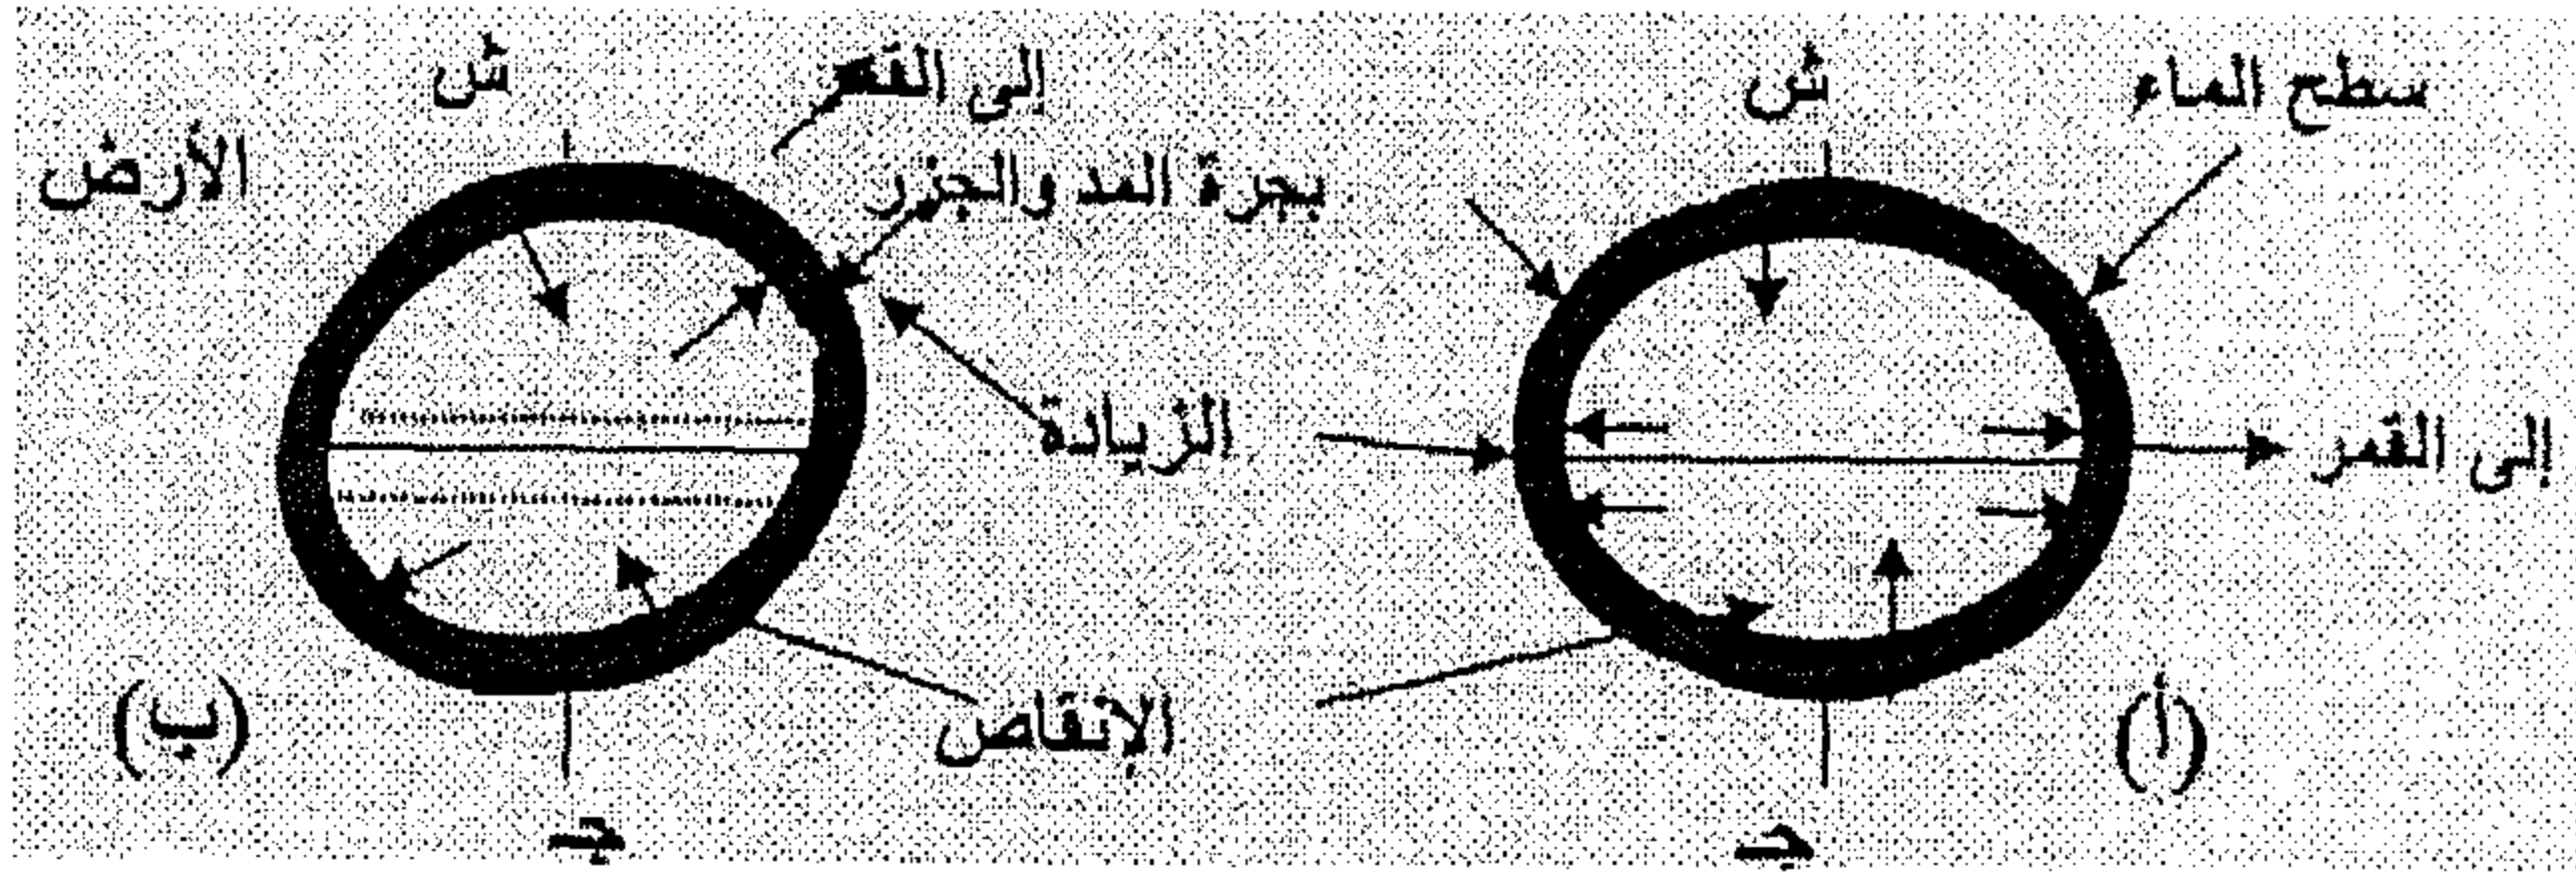 سطح الماء
ش
إلى القمر
ش
بجرة المد والجزر
الأرض
إلى القمر
الزيادة
الإنقاص
(أ)
(ب)
جـ
جـ